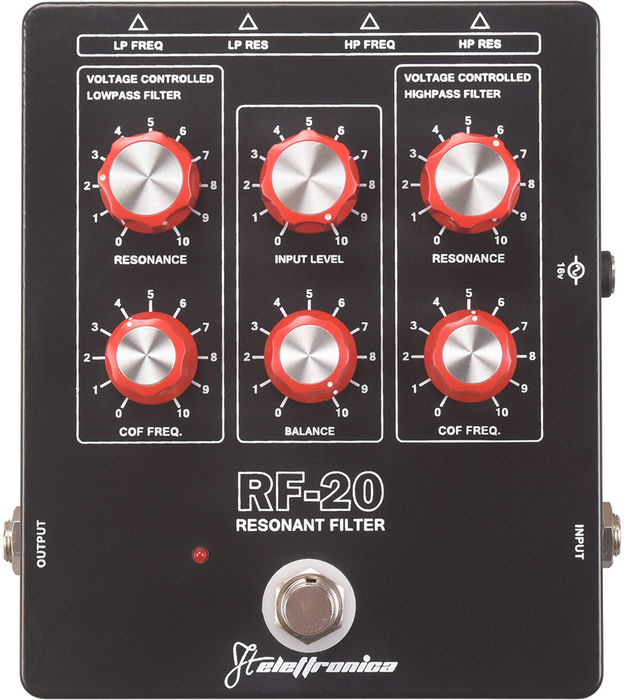 LP FREQ LP RES HP FREQ HP RES
VOLTAGE CONTROLLED
LOWPASS FILTER
0 1 2 3 4 5 6 7 8 9 10
RESONANCE
0 1 2 3 4 5 6 7 8 9 10
COF FREQ.
0 1 2 3 4 5 6 7 8 9 10
INPUT LEVEL
0 1 2 3 4 5 6 7 8 9 10
BALANCE
VOLTAGE CONTROLLED
HIGHPASS FILTER
0 1 2 3 4 5 6 7 8 9 10
RESONANCE
0 1 2 3 4 5 6 7 8 9 10
COF FREQ.
16v
RF-20
RESONANT FILTER
OUTPUT
INPUT
Jt elettronica